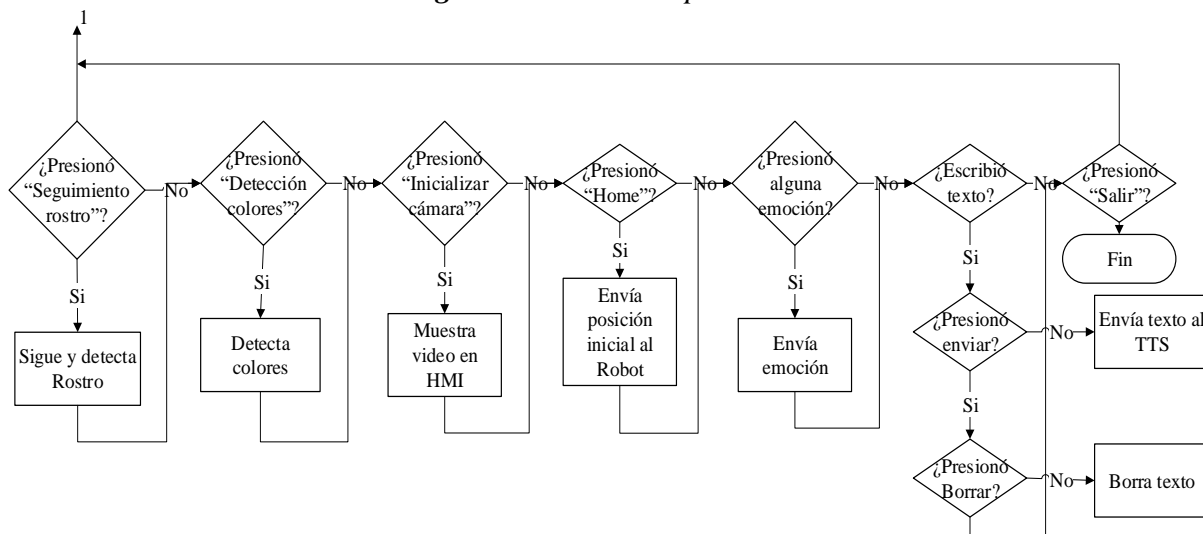 1
¿Presionó
“Seguimiento
rostro”?
No
Si
Sigue y detecta
Rostro
¿Presionó
“Detección
colores”?
No
Si
Detecta
colores
¿Presionó
“Inicializar
cámara”?
No
Si
Muestra
video en
HMI
¿Presionó
“Home”?
No
Si
Envía
posición
inicial al
Robot
¿Presionó
alguna
emoción?
No
Si
Envía
emoción
¿Escribió
texto?
No
Si
¿Presionó
enviar?
No
Envía texto al
TTS
Si
¿Presionó
Borrar?
No
Borra texto
¿Presionó
“Salir”?
Fin